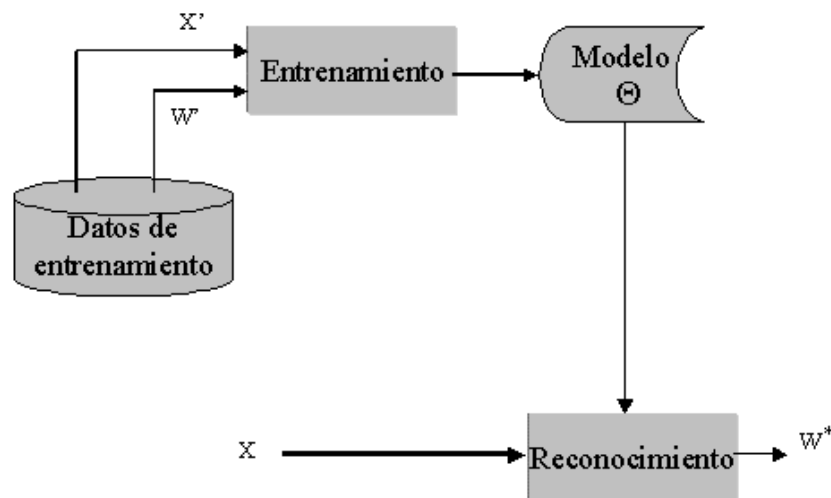 X'
Entrenamiento
Modelo
Θ
W'
Datos de
entrenamiento
X
Reconocimiento
W*